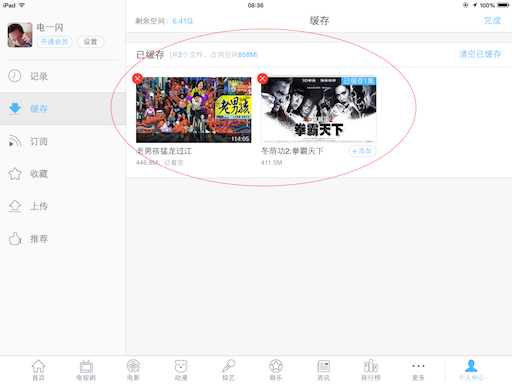 iPad
08:36
100%
电一闪
开通会员
设置
记录
缓存
订阅
收藏
上传
推荐
剩余空间：6.41G
缓存
完成
已缓存（共2个文件，占用空间858M）
清空已缓存
老男孩
114:05
老男孩猛龙过江
446.8M，已看完
已缓存1集
拳霸天下
冬荫功2:拳霸天下
411.5M
+添加
首页
电视剧
电影
动漫
综艺
娱乐
资讯
排行榜
更多
个人中心